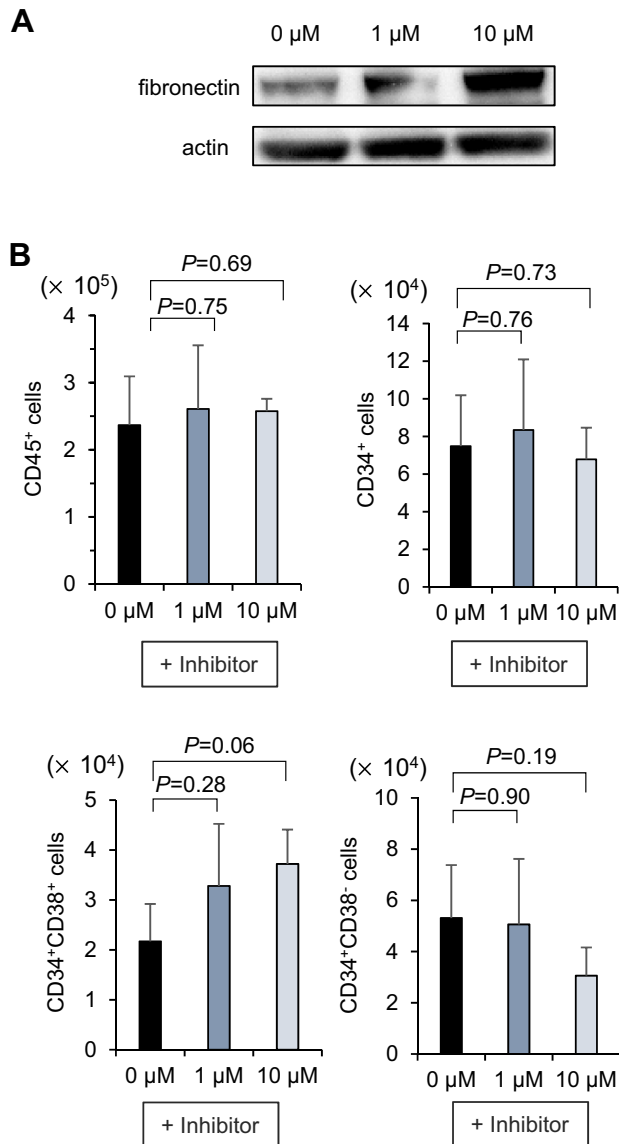 A
0 µM 1 µM 10 µM
fibronectin
actin
B
(× 10⁵)
P=0.69
P=0.75
4
3
2
1
0
CD45⁺ cells
0 µM 1 µM 10 µM
+ Inhibitor
(× 10⁴)
P=0.73
P=0.76
14
12
10
8
6
4
2
0
CD34⁺ cells
0 µM 1 µM 10 µM
+ Inhibitor
(× 10⁴)
P=0.06
P=0.28
5
4
3
2
1
0
CD34⁺CD38⁺ cells
0 µM 1 µM 10 µM
+ Inhibitor
(× 10⁴)
P=0.19
P=0.90
10
8
6
4
2
0
CD34⁺CD38⁻ cells
0 µM 1 µM 10 µM
+ Inhibitor